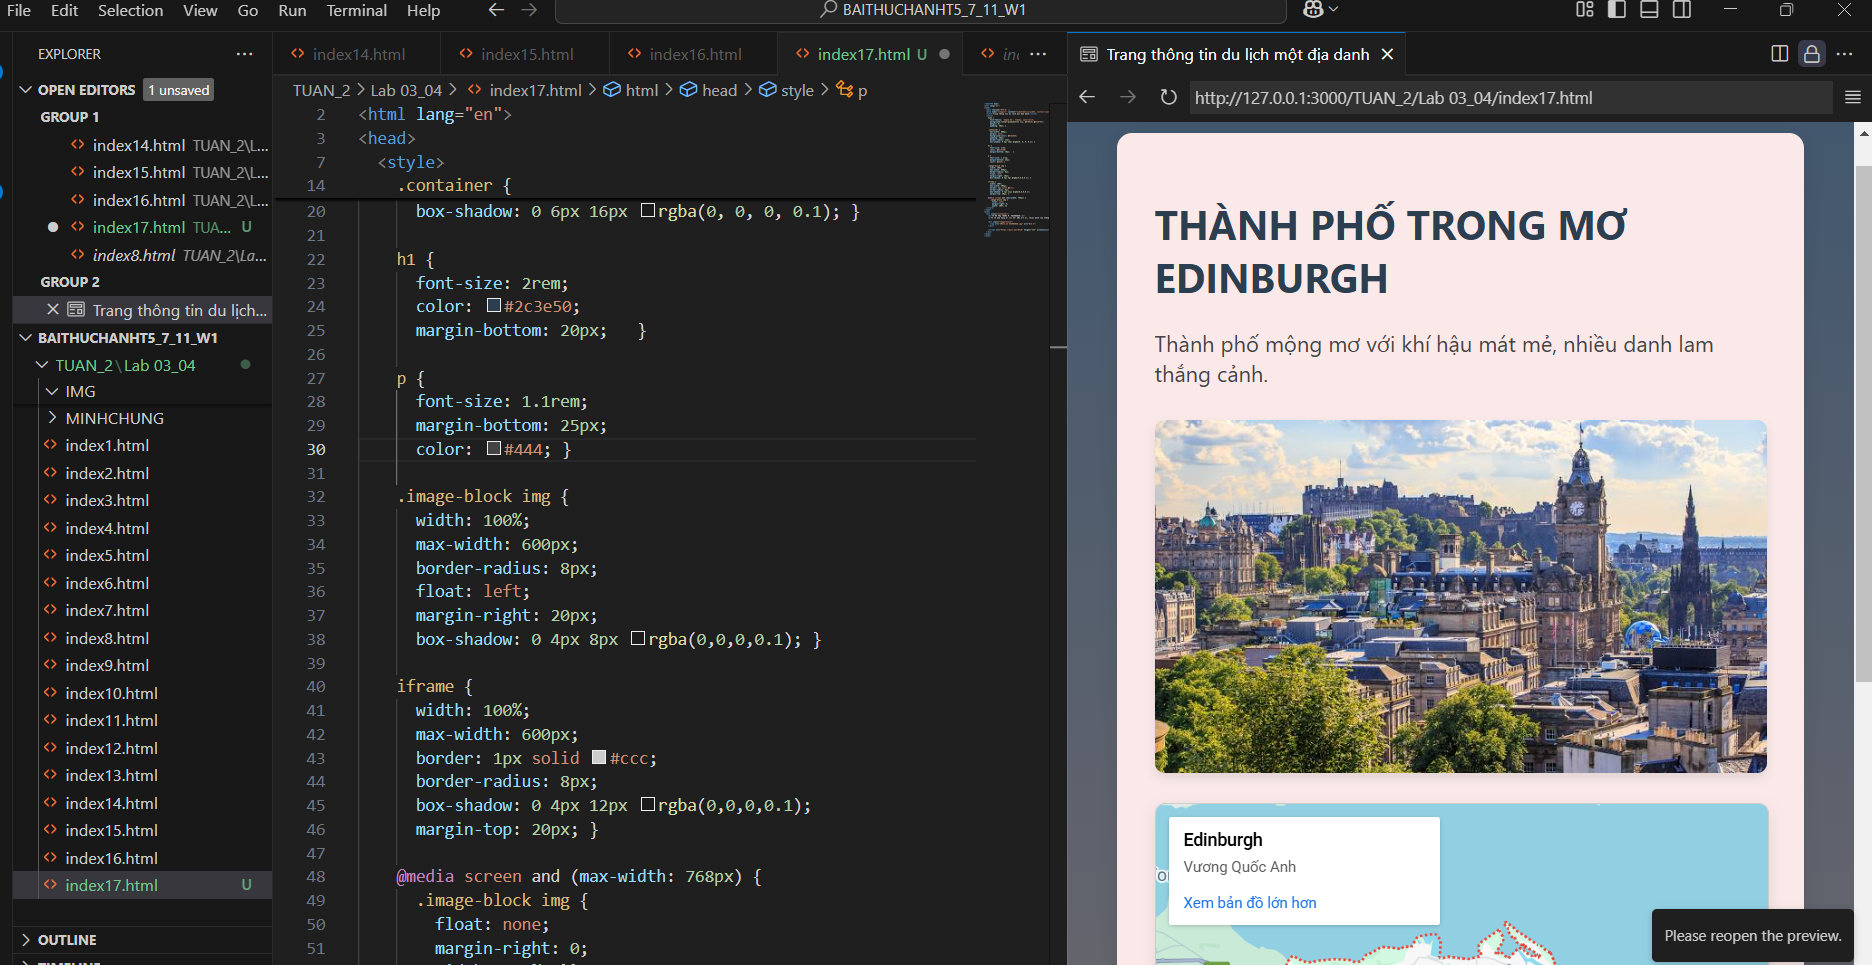 File Edit Selection View Go Run Terminal Help
BAITHUCHANHT5_7_11_W1
EXPLORER
OPEN EDITORS 1 unsaved
GROUP 1
index14.html TUAN_2\L...
index15.html TUAN_2\L...
index16.html TUAN_2\L...
index17.html TUA... U
index8.html TUAN_2\La...
GROUP 2
Trang thông tin du lịch...
BAITHUCHANHT5_7_11_W1
TUAN_2\Lab 03_04
IMG
MINHCHUNG
index1.html
index2.html
index3.html
index4.html
index5.html
index6.html
index7.html
index8.html
index9.html
index10.html
index11.html
index12.html
index13.html
index14.html
index15.html
index16.html
index17.html U
OUTLINE
TIMELINE
index14.html index15.html index16.html index17.html U
TUAN_2 > Lab 03_04 > index17.html > html > head > style > p
2 <html lang="en">
3 <head>
7 <style>
14 .container {
20 box-shadow: 0 6px 16px rgba(0, 0, 0, 0.1); }
21
22 h1 {
23 font-size: 2rem;
24 color: #2c3e50;
25 margin-bottom: 20px; }
26
27 p {
28 font-size: 1.1rem;
29 margin-bottom: 25px;
30 color: #444; }
31
32 .image-block img {
33 width: 100%;
34 max-width: 600px;
35 border-radius: 8px;
36 float: left;
37 margin-right: 20px;
38 box-shadow: 0 4px 8px rgba(0,0,0,0.1); }
39
40 iframe {
41 width: 100%;
42 max-width: 600px;
43 border: 1px solid #ccc;
44 border-radius: 8px;
45 box-shadow: 0 4px 12px rgba(0,0,0,0.1);
46 margin-top: 20px; }
47
48 @media screen and (max-width: 768px) {
49 .image-block img {
50 float: none;
51 margin-right: 0;
Trang thông tin du lịch một địa danh
http://127.0.0.1:3000/TUAN_2/Lab 03_04/index17.html
THÀNH PHỐ TRONG MƠ
EDINBURGH
Thành phố mộng mơ với khí hậu mát mẻ, nhiều danh lam
thắng cảnh.
Edinburgh
Vương Quốc Anh
Xem bản đồ lớn hơn
Please reopen the preview.